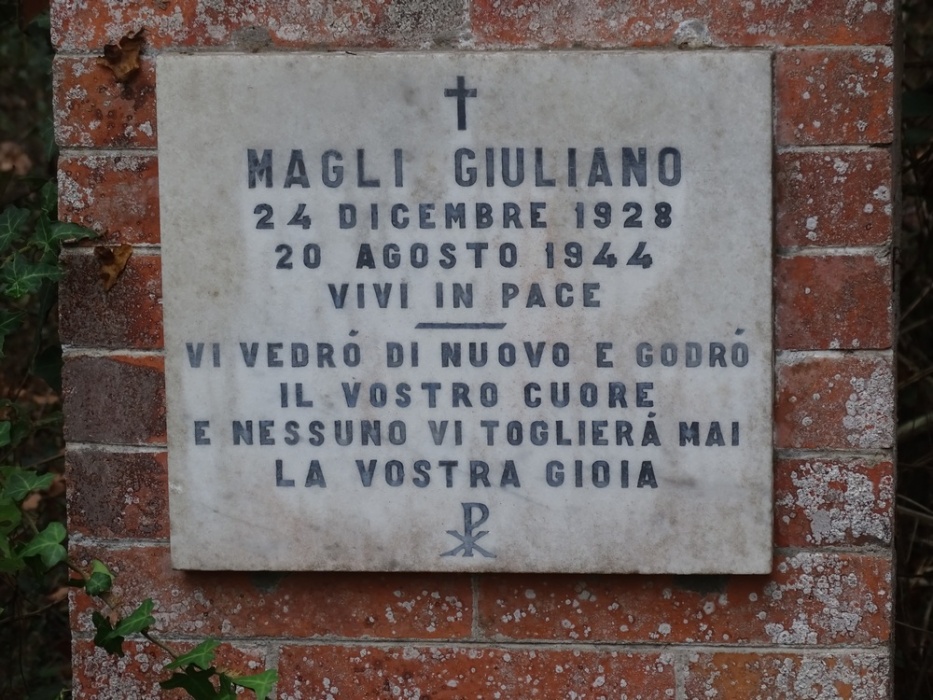 MAGLI GIULIANO
24 DICEMBRE 1928
20 AGOSTO 1944
VIVI IN PACE
VI VEDRÓ DI NUOVO E GODRÓ
IL VOSTRO CUORE
E NESSUNO VI TOGLIERÁ MAI
LA VOSTRA GIOIA